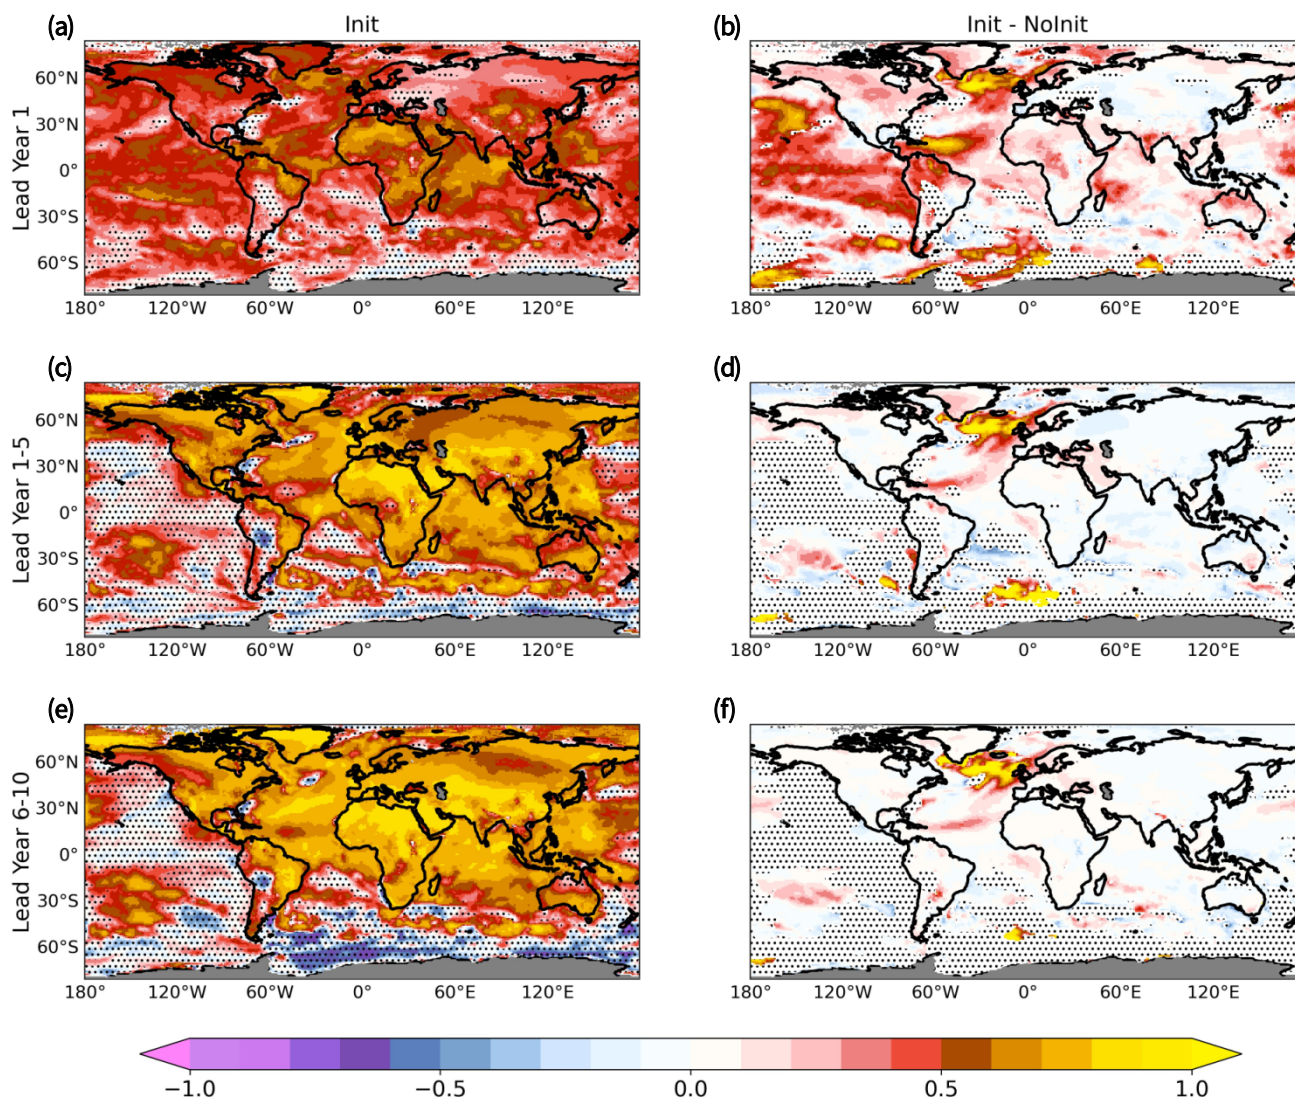 (a) Init (b) Init - NoInit
Lead Year 1
60°N
30°N
0°
30°S
60°S
180° 120°W 60°W 0° 60°E 120°E 180° 120°W 60°W 0° 60°E 120°E
(c) (d)
Lead Year 1-5
60°N
30°N
0°
30°S
60°S
180° 120°W 60°W 0° 60°E 120°E 180° 120°W 60°W 0° 60°E 120°E
(e) (f)
Lead Year 6-10
60°N
30°N
0°
30°S
60°S
180° 120°W 60°W 0° 60°E 120°E 180° 120°W 60°W 0° 60°E 120°E
−1.0 −0.5 0.0 0.5 1.0